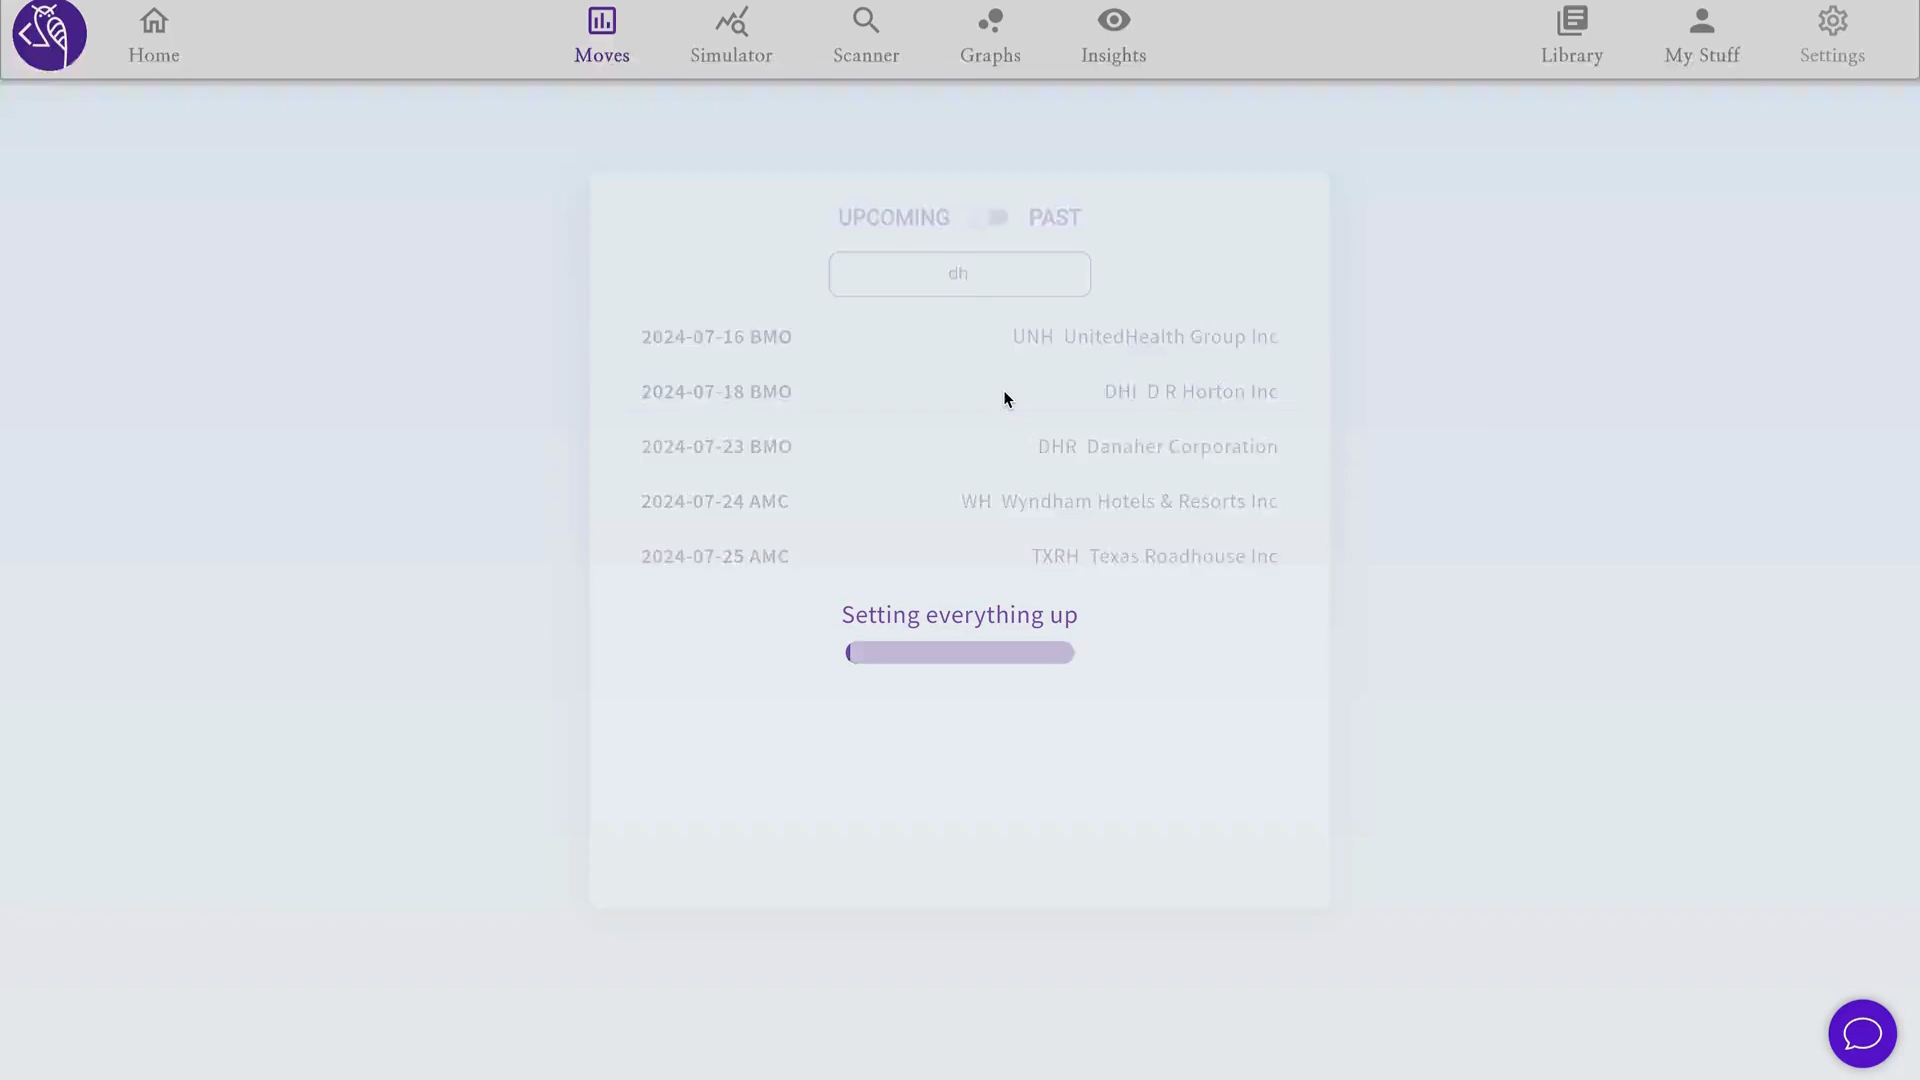 Home
Moves
Simulator
Scanner
Graphs
Insights
Library
My Stuff
Settings
UPCOMING PAST
dh
2024-07-16 BMO UNH UnitedHealth Group Inc
2024-07-18 BMO DHI D R Horton Inc
2024-07-23 BMO DHR Danaher Corporation
2024-07-24 AMC WH Wyndham Hotels & Resorts Inc
2024-07-25 AMC TXRH Texas Roadhouse Inc
Setting everything up